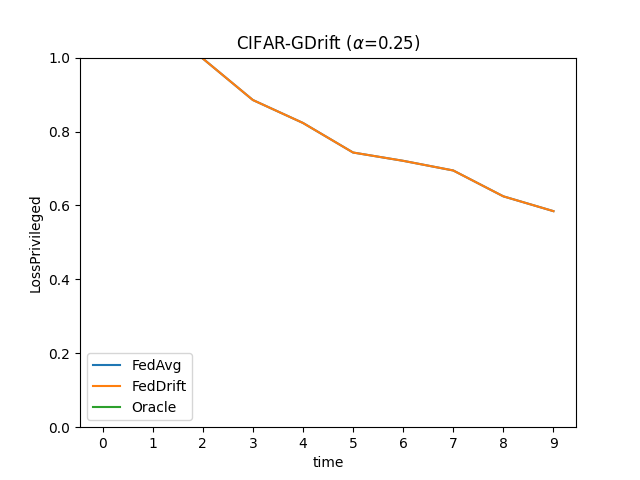 CIFAR-GDrift (α=0.25)
1.0
0.8
0.6
0.4
0.2
0.0
LossPrivileged
FedAvg
FedDrift
Oracle
0 1 2 3 4 5 6 7 8 9
time